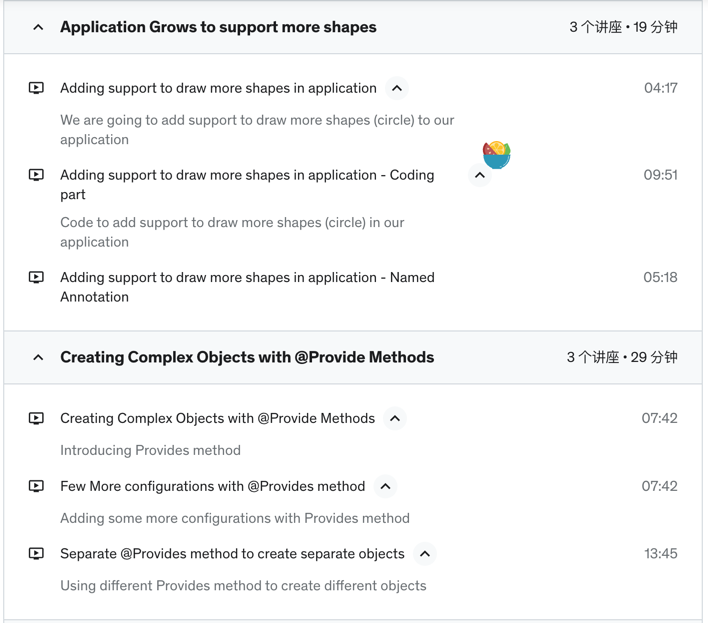 Application Grows to support more shapes
3 个讲座 • 19 分钟
Adding support to draw more shapes in application
04:17
We are going to add support to draw more shapes (circle) to our
application
Adding support to draw more shapes in application - Coding
part
09:51
Code to add support to draw more shapes (circle) in our
application
Adding support to draw more shapes in application - Named
Annotation
05:18
Creating Complex Objects with @Provide Methods
3 个讲座 • 29 分钟
Creating Complex Objects with @Provide Methods
07:42
Introducing Provides method
Few More configurations with @Provides method
07:42
Adding some more configurations with Provides method
Separate @Provides method to create separate objects
13:45
Using different Provides method to create different objects